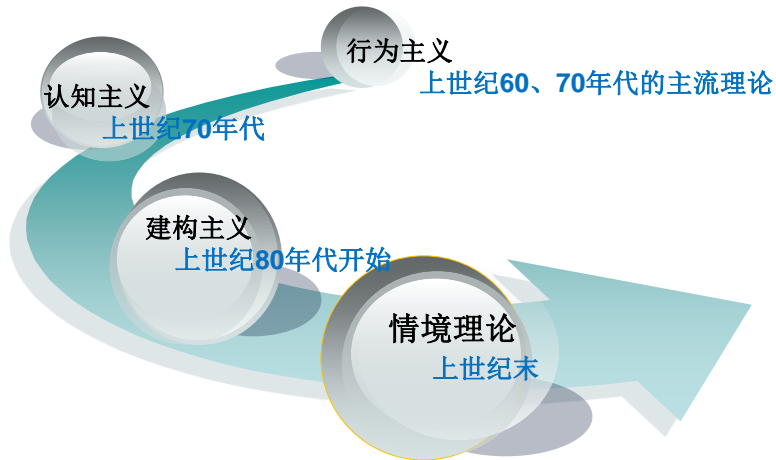 行为主义
上世纪60、70年代的主流理论
认知主义
上世纪70年代
建构主义
上世纪80年代开始
情境理论
上世纪末